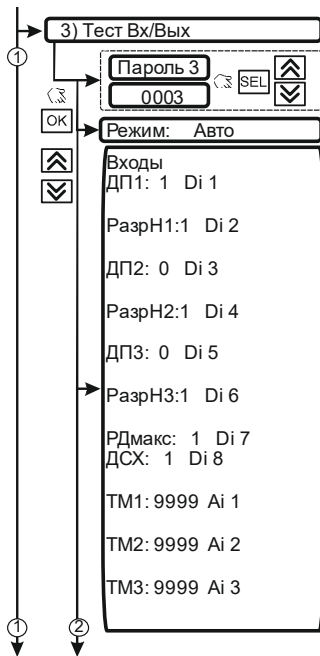 3) Тест Вх/Вых
1
Пароль 3
0003
SEL
OK
Режим: Авто
Входы
ДП1: 1 Di 1
РазрН1:1 Di 2
ДП2: 0 Di 3
РазрН2:1 Di 4
ДП3: 0 Di 5
РазрН3:1 Di 6
РДмакс: 1 Di 7
ДСХ: 1 Di 8
ТМ1: 9999 Ai 1
ТМ2: 9999 Ai 2
ТМ3: 9999 Ai 3
1
2